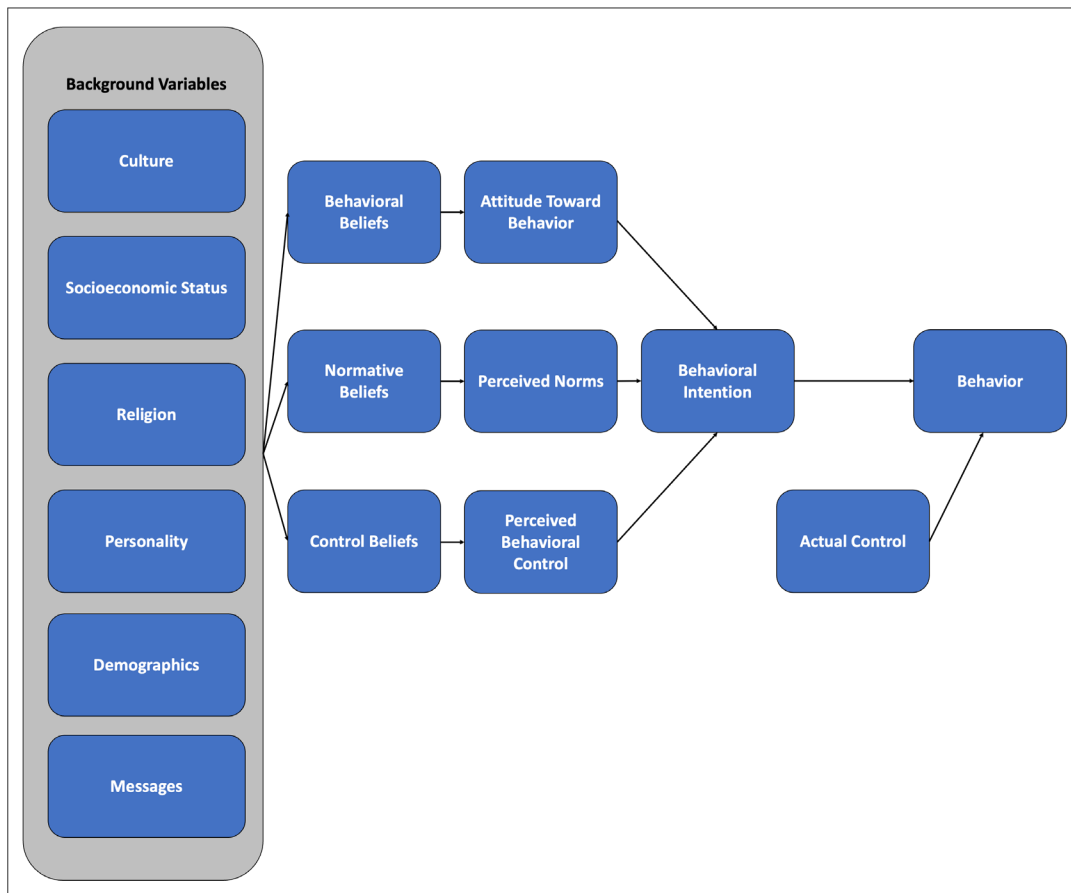 Background Variables
Culture
Socioeconomic Status
Religion
Personality
Demographics
Messages
Behavioral
Beliefs
Normative
Beliefs
Control Beliefs
Attitude Toward
Behavior
Perceived Norms
Perceived
Behavioral
Control
Behavioral
Intention
Behavior
Actual Control